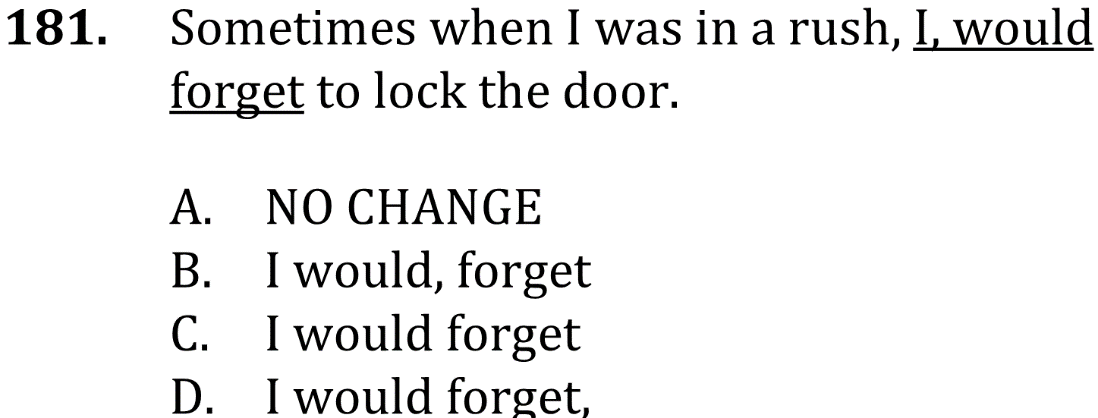 181. Sometimes when I was in a rush, I, would
forget to lock the door.
A. NO CHANGE
B. I would, forget
C. I would forget
D. I would forget,